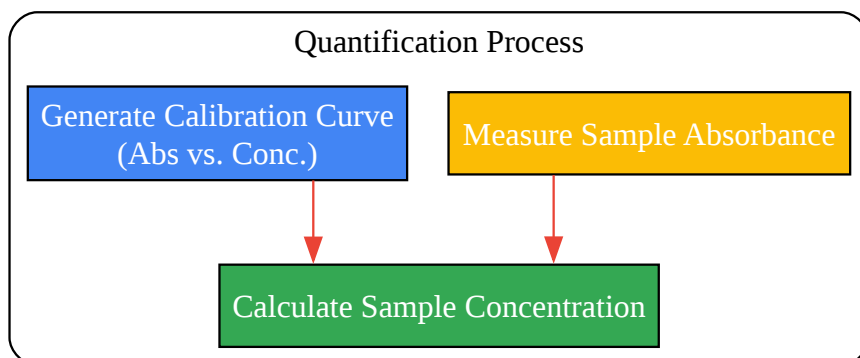 Quantification Process
Generate Calibration Curve
(Abs vs. Conc.)
Measure Sample Absorbance
Calculate Sample Concentration